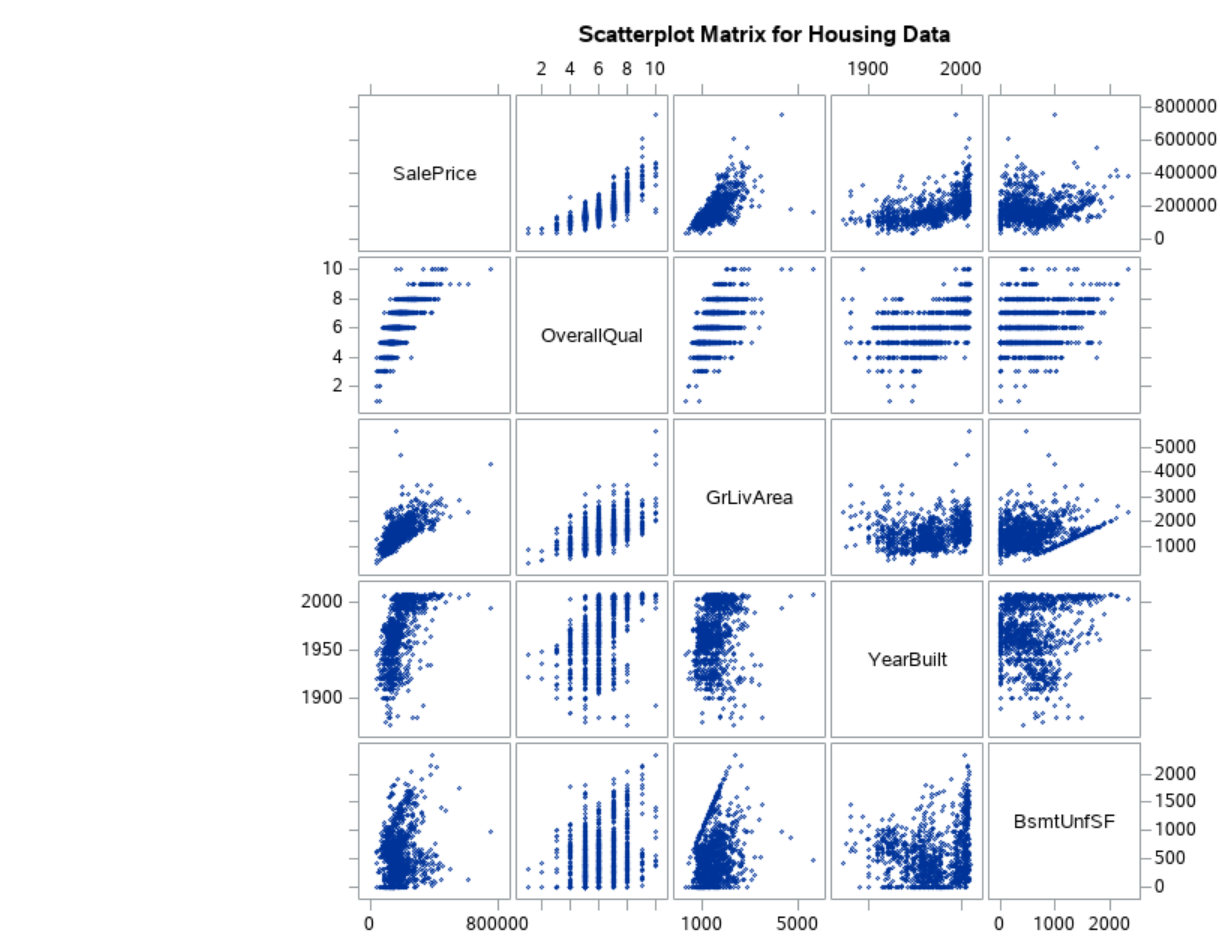 Scatterplot Matrix for Housing Data
2 4 6 8 10 1900 2000
800000
600000
SalePrice 400000
200000
0
10
8
6 OverallQual
4
2
5000
4000
GrLivArea 3000
2000
1000
2000
1950 YearBuilt
1900
2000
1500
BsmtUnfSF 1000
500
0
0 800000 1000 5000 0 1000 2000